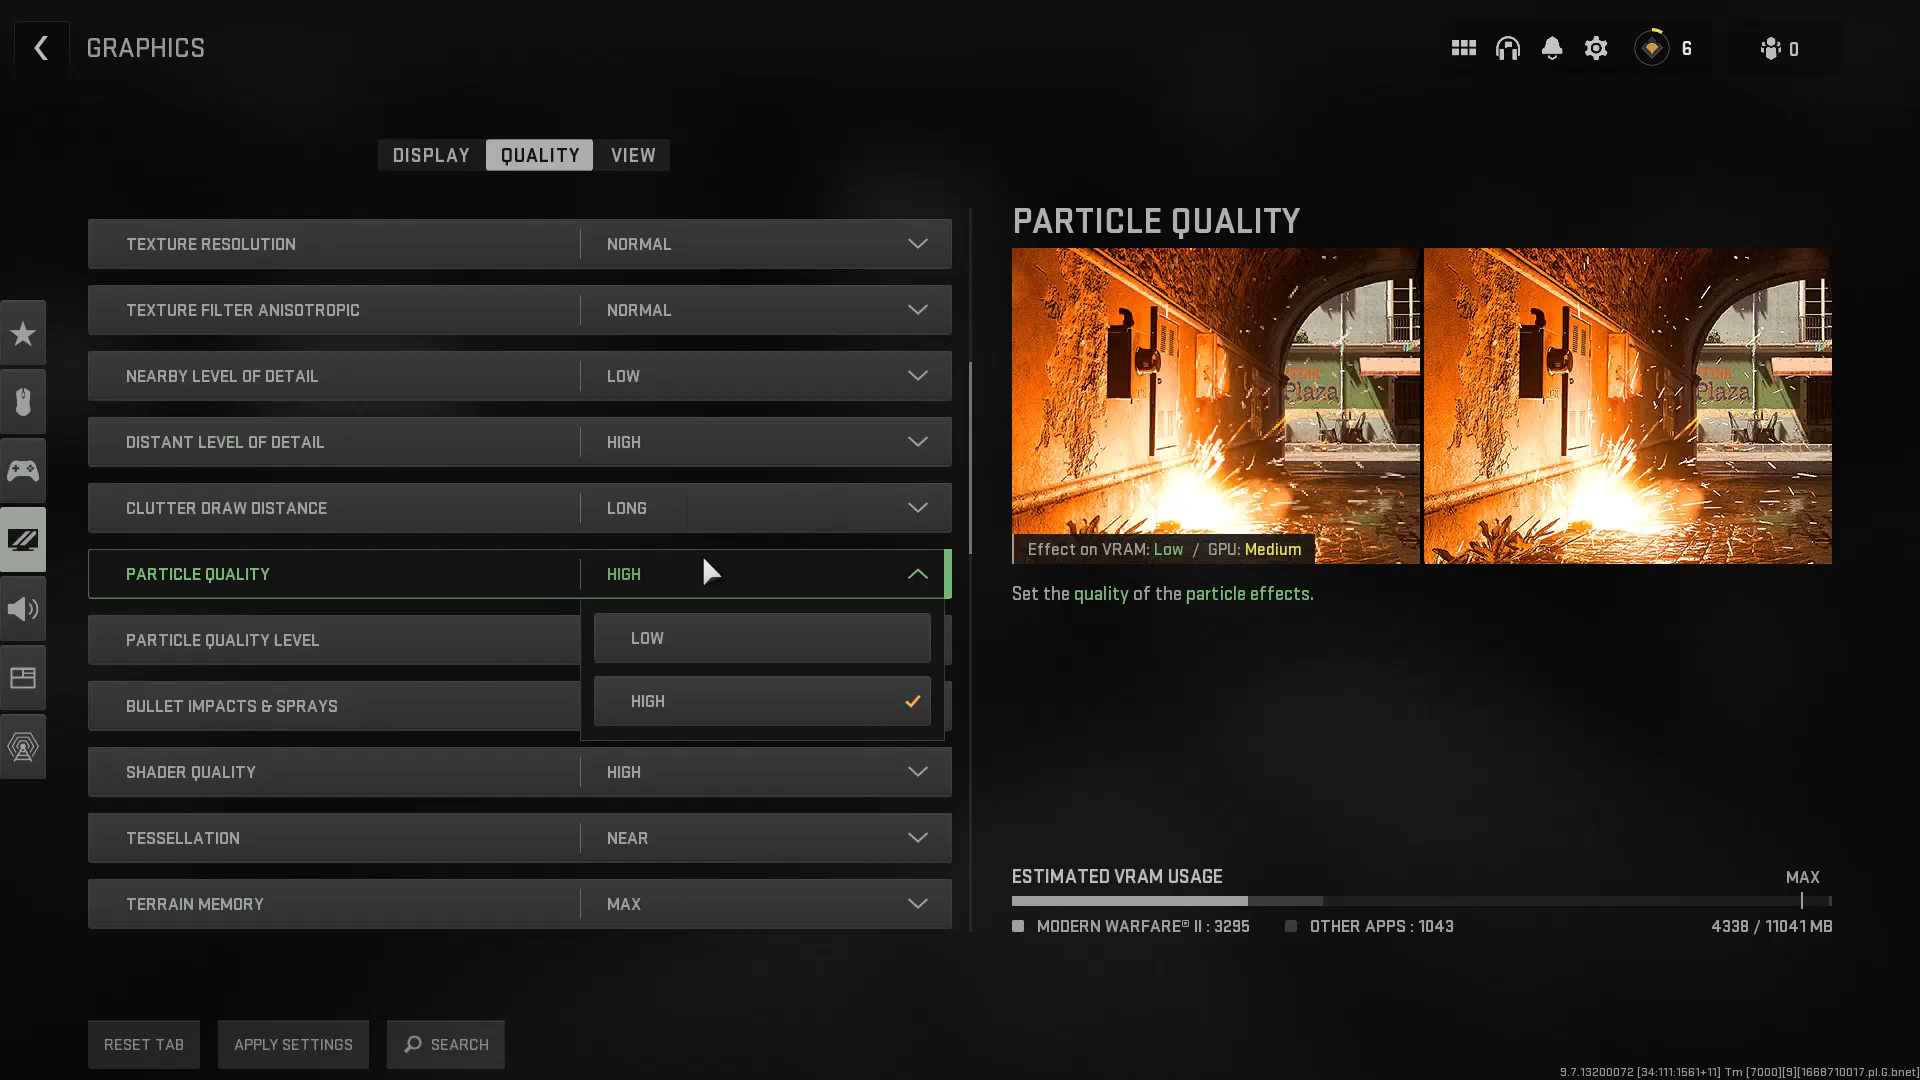 GRAPHICS
6
0
DISPLAY QUALITY VIEW
TEXTURE RESOLUTION NORMAL
TEXTURE FILTER ANISOTROPIC NORMAL
NEARBY LEVEL OF DETAIL LOW
DISTANT LEVEL OF DETAIL HIGH
CLUTTER DRAW DISTANCE LONG
PARTICLE QUALITY HIGH
LOW
HIGH
PARTICLE QUALITY LEVEL
BULLET IMPACTS & SPRAYS
SHADER QUALITY HIGH
TESSELLATION NEAR
TERRAIN MEMORY MAX
PARTICLE QUALITY
Plaza
Plaza
Effect on VRAM: Low / GPU: Medium
Set the quality of the particle effects.
ESTIMATED VRAM USAGE MAX
MODERN WARFARE® II : 3295 OTHER APPS : 1043 4338 / 11041 MB
RESET TAB APPLY SETTINGS SEARCH
9.7.13200072 [34:111:1561+11] Tm [7000][9][1668710017.pl.G.bnet]